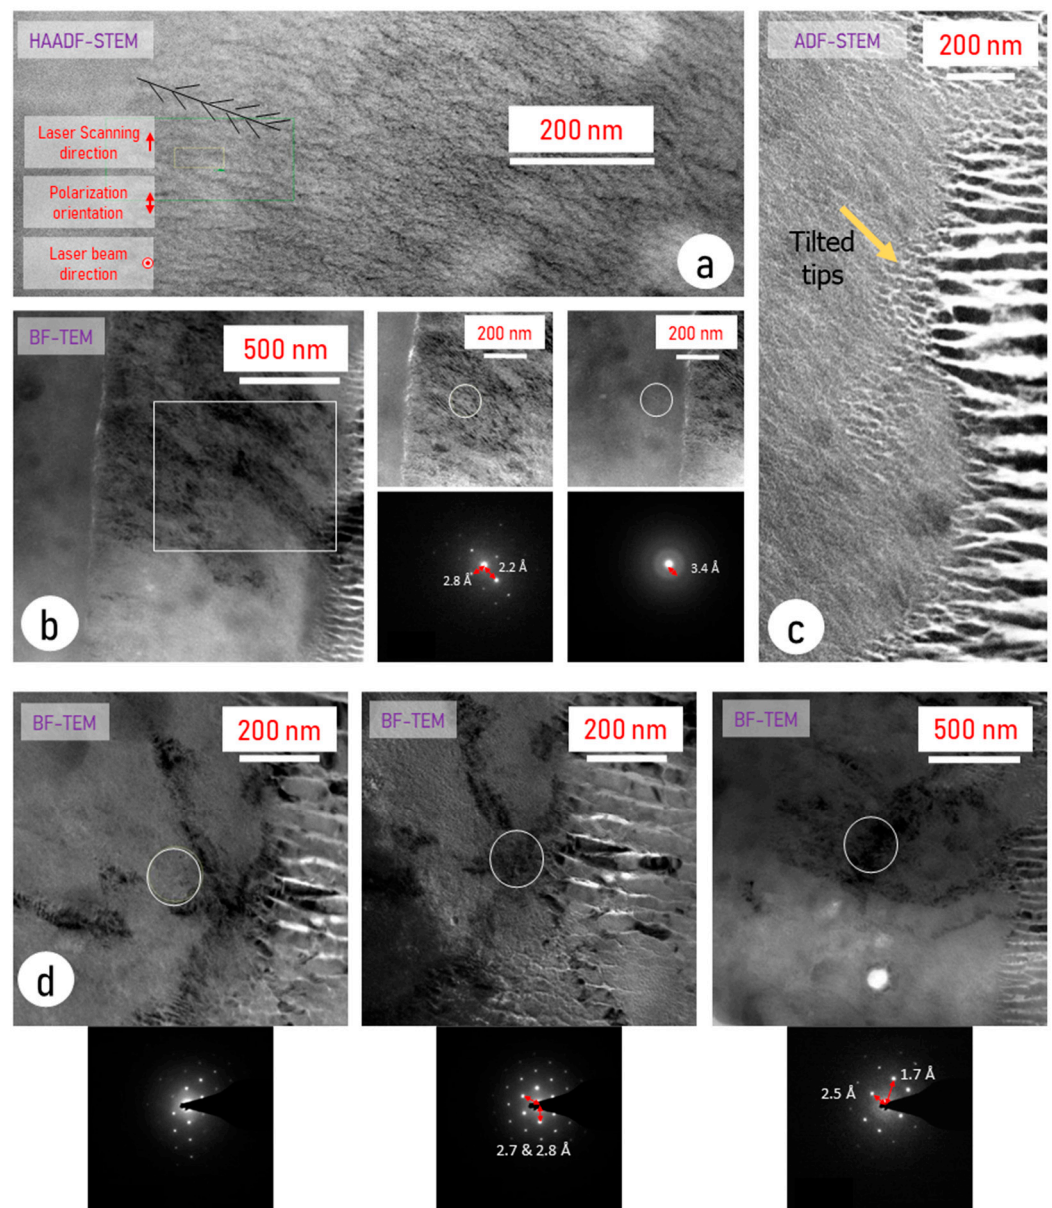 HAADF-STEM
200 nm
Laser Scanning
direction
Polarization
orientation
Laser beam
direction
a
ADF-STEM
200 nm
Tilted
tips
c
BF-TEM
500 nm
b
200 nm
200 nm
2.8 Å
2.2 Å
3.4 Å
BF-TEM
200 nm
d
BF-TEM
200 nm
BF-TEM
500 nm
2.7 & 2.8 Å
2.5 Å
1.7 Å